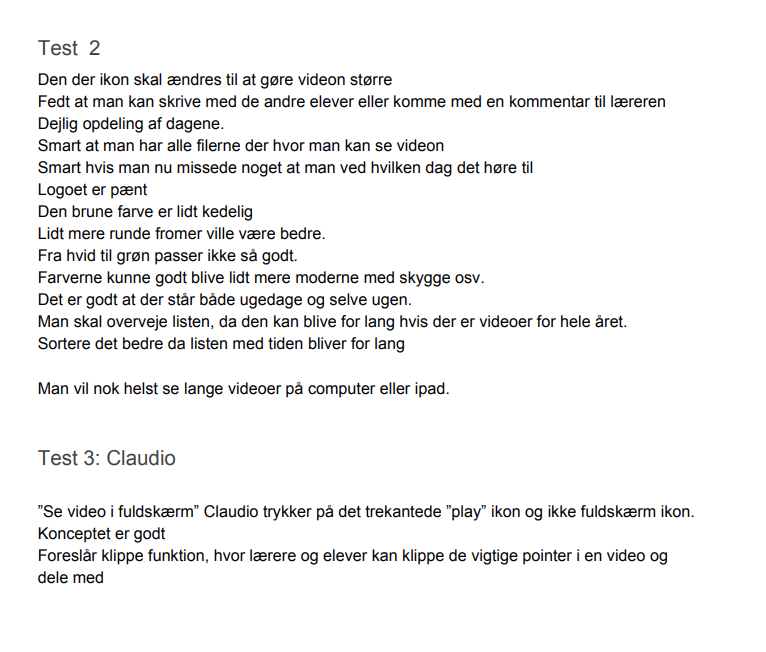 Test  2
Den der ikon skal ændres til at gøre videon større
Fedt at man kan skrive med de andre elever eller komme med en kommentar til læreren
Dejlig opdeling af dagene.
Smart at man har alle filerne der hvor man kan se videon
Smart hvis man nu missede noget at man ved hvilken dag det høre til
Logoet er pænt
Den brune farve er lidt kedelig
Lidt mere runde fromer ville være bedre.
Fra hvid til grøn passer ikke så godt.
Farverne kunne godt blive lidt mere moderne med skygge osv.
Det er godt at der står både ugedage og selve ugen.
Man skal overveje listen, da den kan blive for lang hvis der er videoer for hele året.
Sortere det bedre da listen med tiden bliver for lang
Man vil nok helst se lange videoer på computer eller ipad.
Test 3: Claudio
”Se video i fuldskærm” Claudio trykker på det trekantede ”play” ikon og ikke fuldskærm ikon.
Konceptet er godt
Foreslår klippe funktion, hvor lærere og elever kan klippe de vigtige pointer i en video og
dele med